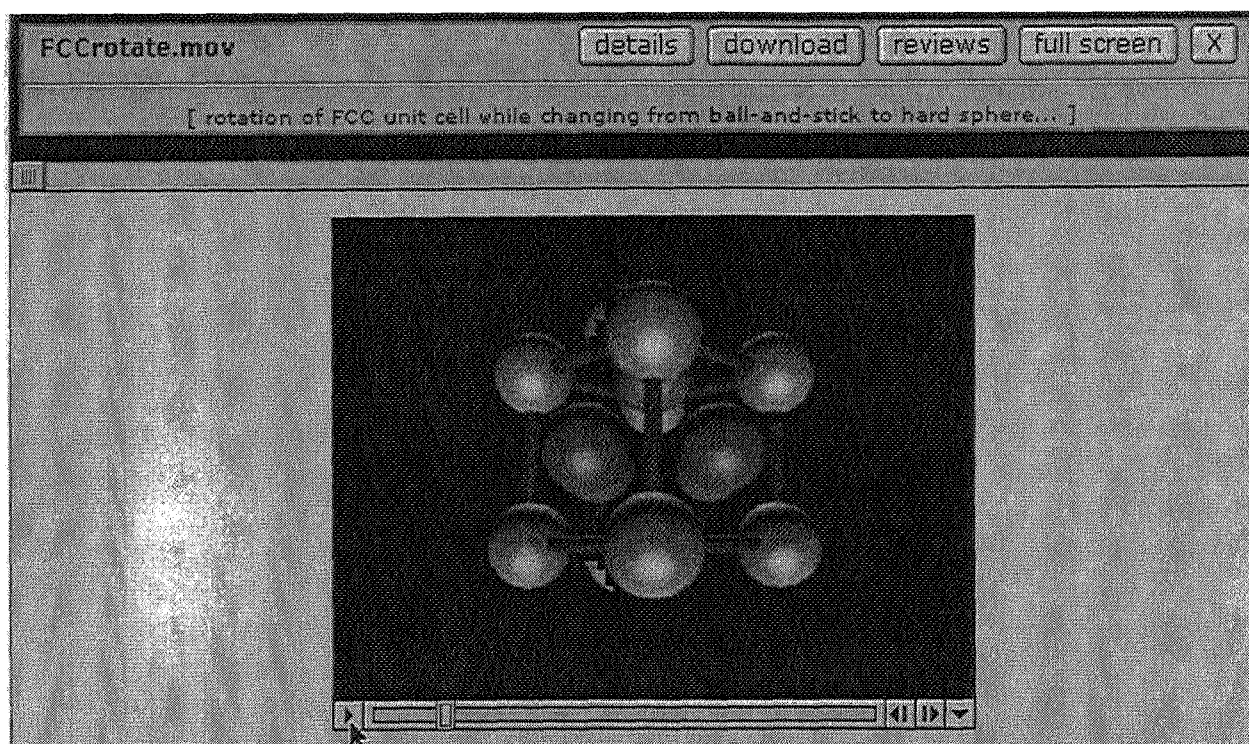 FCCrotate.mov details download reviews full screen X
[ rotation of FCC unit cell while changing from ball-and-stick to hard sphere... ]